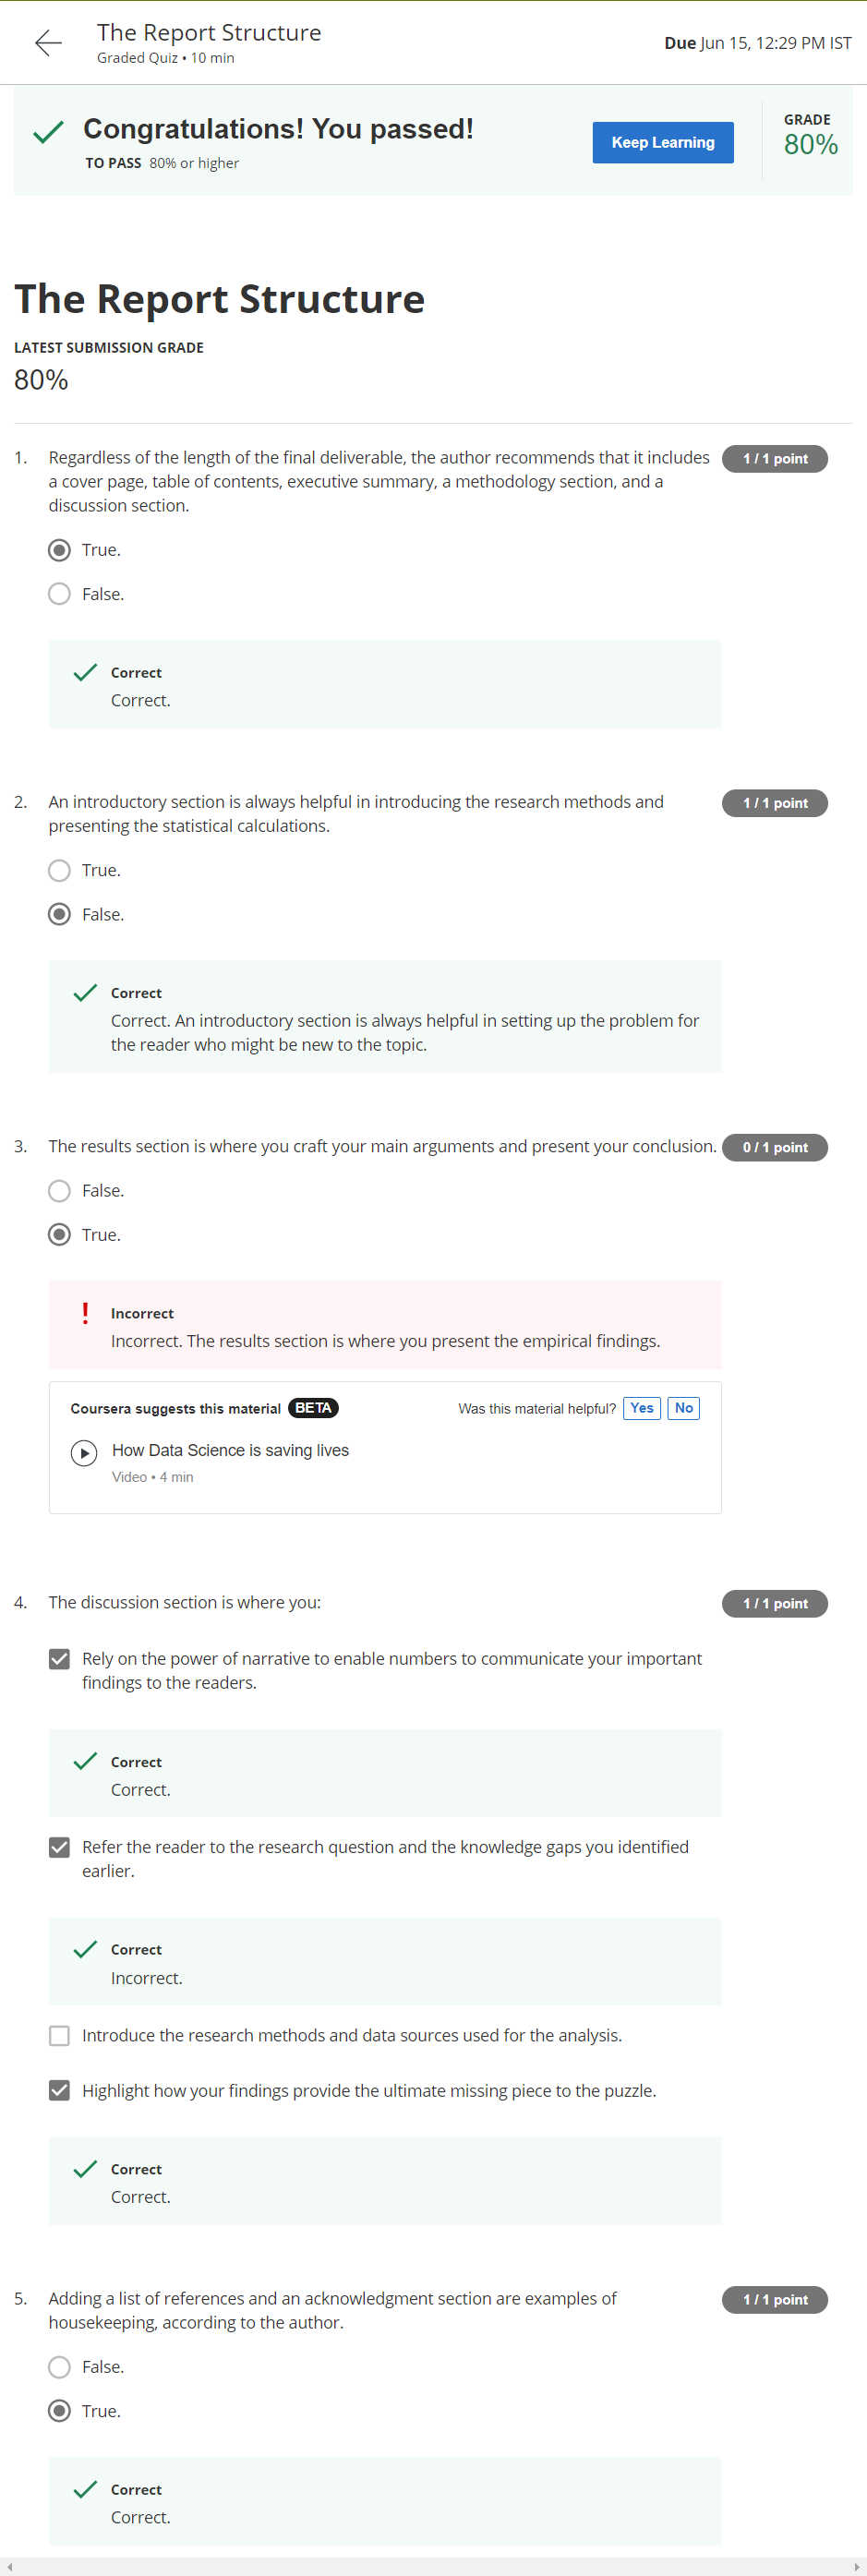 The Report Structure
Graded Quiz • 10 min
Due Jun 15, 12:29 PM IST
Congratulations! You passed!
TO PASS 80% or higher
Keep Learning
GRADE
80%
The Report Structure
LATEST SUBMISSION GRADE
80%
1. Regardless of the length of the final deliverable, the author recommends that it includes
a cover page, table of contents, executive summary, a methodology section, and a
discussion section.
1 / 1 point
True.
False.
Correct
Correct.
2. An introductory section is always helpful in introducing the research methods and
presenting the statistical calculations.
1 / 1 point
True.
False.
Correct
Correct. An introductory section is always helpful in setting up the problem for
the reader who might be new to the topic.
3. The results section is where you craft your main arguments and present your conclusion.
0 / 1 point
False.
True.
Incorrect
Incorrect. The results section is where you present the empirical findings.
Coursera suggests this material BETA
Was this material helpful? Yes No
How Data Science is saving lives
Video • 4 min
4. The discussion section is where you:
1 / 1 point
Rely on the power of narrative to enable numbers to communicate your important
findings to the readers.
Correct
Correct.
Refer the reader to the research question and the knowledge gaps you identified
earlier.
Correct
Incorrect.
Introduce the research methods and data sources used for the analysis.
Highlight how your findings provide the ultimate missing piece to the puzzle.
Correct
Correct.
5. Adding a list of references and an acknowledgment section are examples of
housekeeping, according to the author.
1 / 1 point
False.
True.
Correct
Correct.